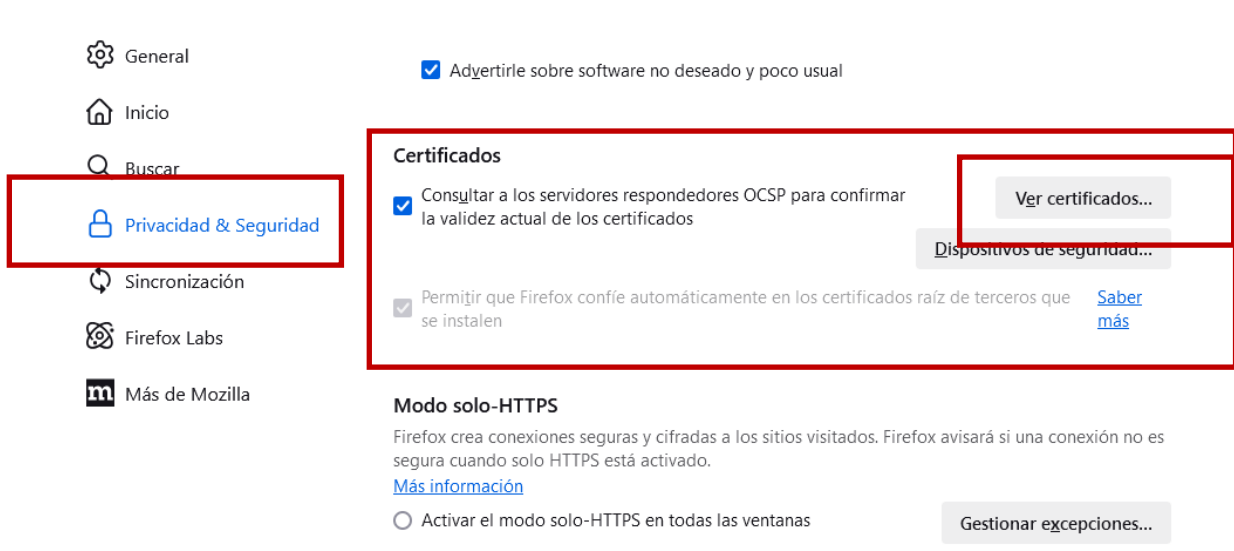 General
Inicio
Buscar
Privacidad & Seguridad
Sincronización
Firefox Labs
Más de Mozilla
Advertirle sobre software no deseado y poco usual
Certificados
Consultar a los servidores respondedores OCSP para confirmar
la validez actual de los certificados
Ver certificados...
Dispositivos de seguridad...
Permitir que Firefox confíe automáticamente en los certificados raíz de terceros que
se instalen
Saber
más
Modo solo-HTTPS
Firefox crea conexiones seguras y cifradas a los sitios visitados. Firefox avisará si una conexión no es
segura cuando solo HTTPS está activado.
Más información
Activar el modo solo-HTTPS en todas las ventanas
Gestionar excepciones...